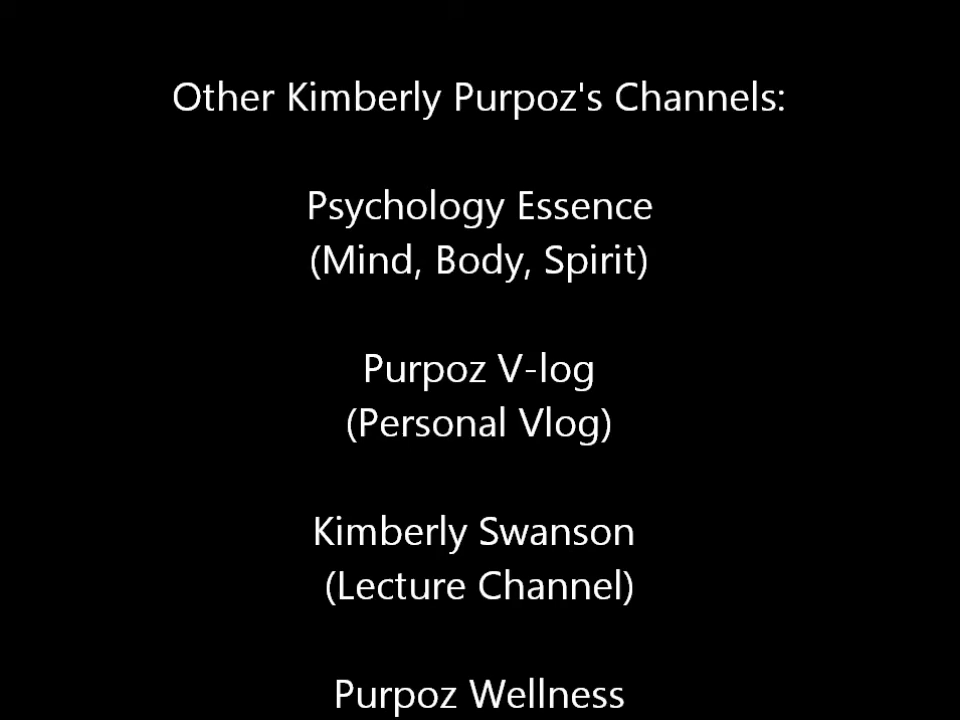 Other Kimberly Purpoz's Channels:
Psychology Essence
(Mind, Body, Spirit)
Purpoz V-log
(Personal Vlog)
Kimberly Swanson
(Lecture Channel)
Purpoz Wellness